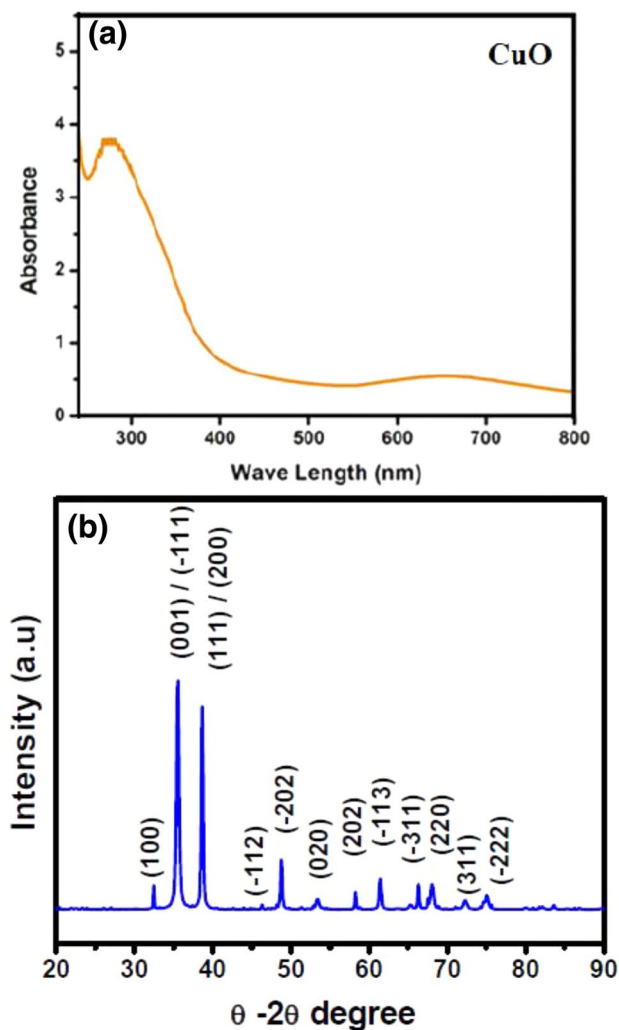 (a)
CuO
5
4
3
2
1
0
Absorbance
300 400 500 600 700 800
Wave Length (nm)
(b)
(100)
(001) / (-111)
(111) / (200)
(-112)
(-202)
(020)
(202)
(-113)
(-311)
(220)
(311)
(-222)
Intensity (a.u)
20 30 40 50 60 70 80 90
θ -2θ degree